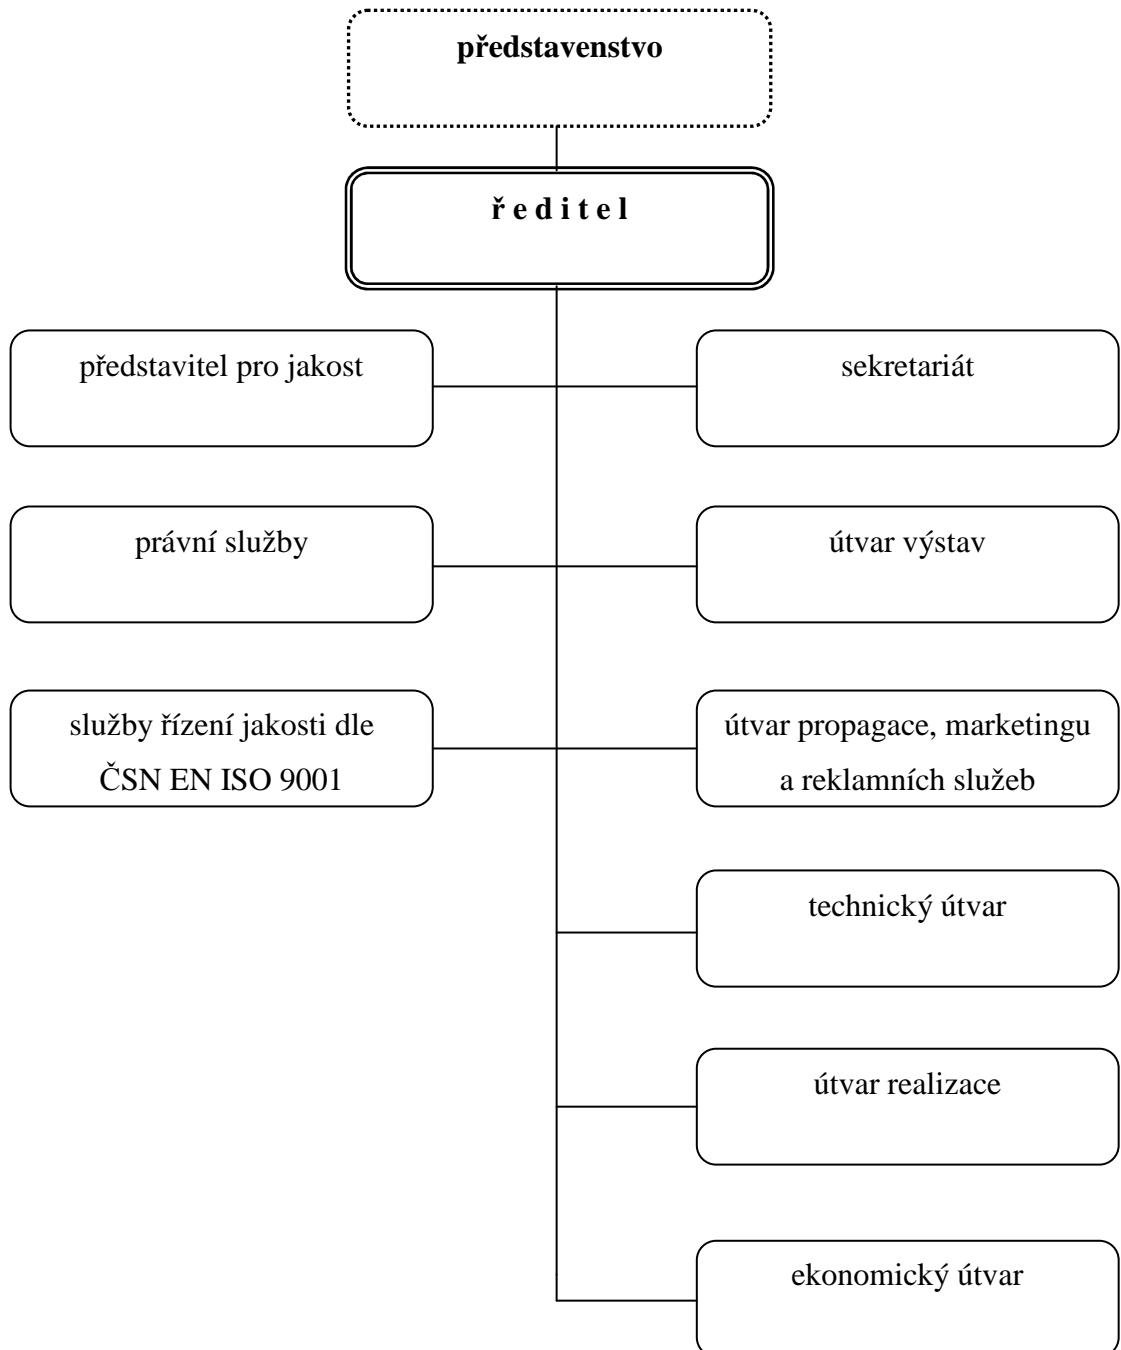 představenstvo
ř e d i t e l
představitel pro jakost
sekretariát
právní služby
útvar výstav
služby řízení jakosti dle
ČSN EN ISO 9001
útvar propagace, marketingu
a reklamních služeb
technický útvar
útvar realizace
ekonomický útvar